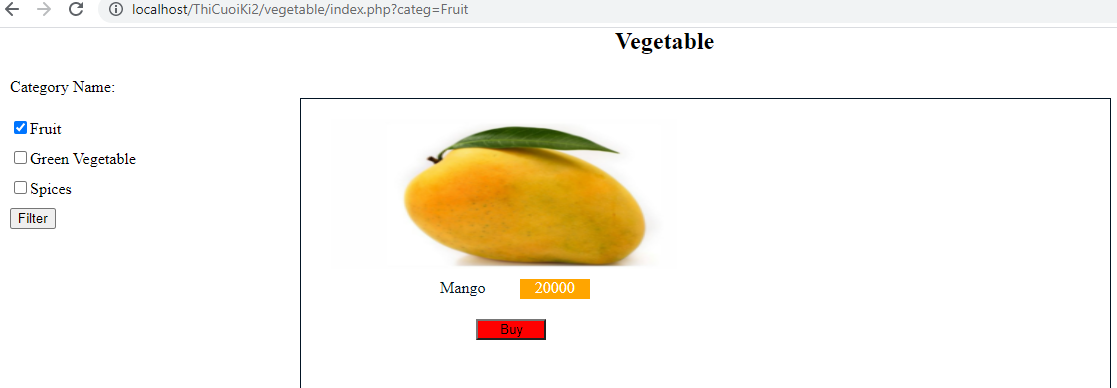 localhost/ThiCuoiKi2/vegetable/index.php?categ=Fruit
Vegetable
Category Name:
Fruit
Green Vegetable
Spices
Filter
Mango 20000
Buy